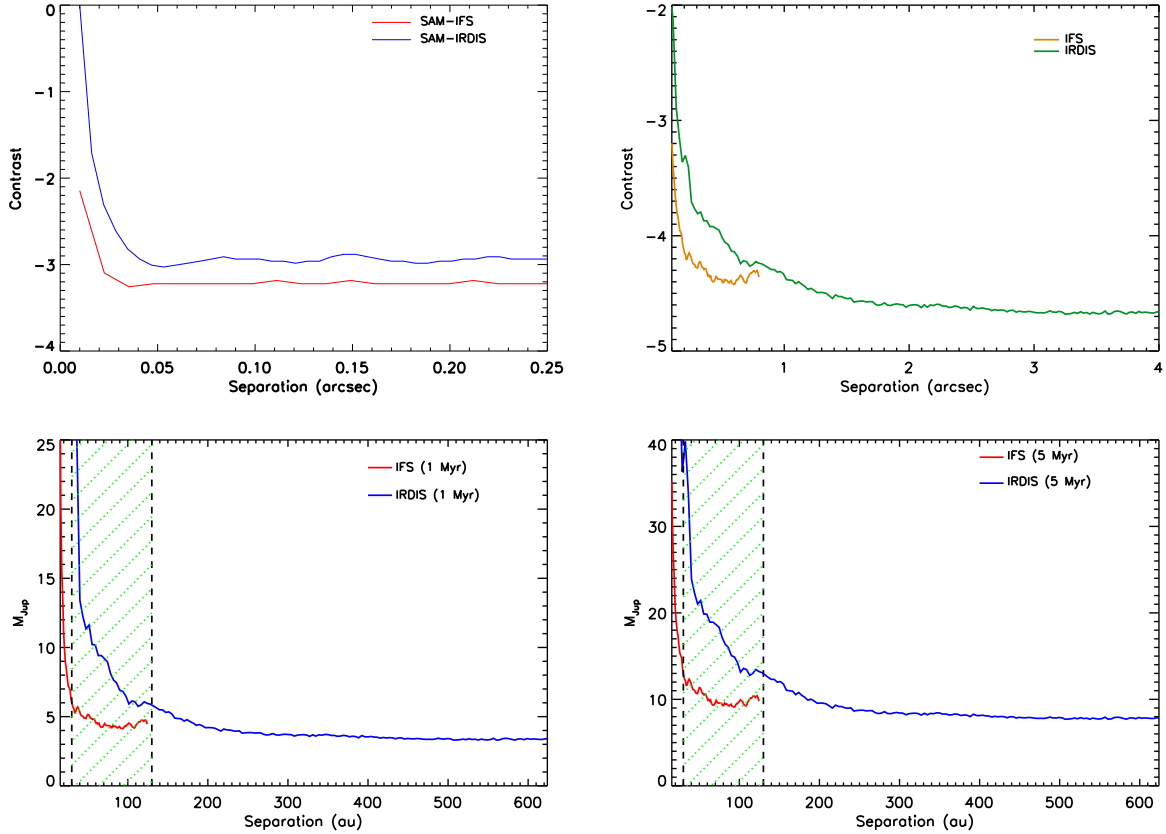 0
-1
-2
-3
-4
Contrast
0.00 0.05 0.10 0.15 0.20 0.25
Separation (arcsec)
SAM-IFS
SAM-IRDIS
-2
-3
-4
-5
Contrast
1 2 3 4
Separation (arcsec)
IFS
IRDIS
25
20
15
10
5
0
MJup
100 200 300 400 500 600
Separation (au)
IFS (1 Myr)
IRDIS (1 Myr)
40
30
20
10
0
MJup
100 200 300 400 500 600
Separation (au)
IFS (5 Myr)
IRDIS (5 Myr)